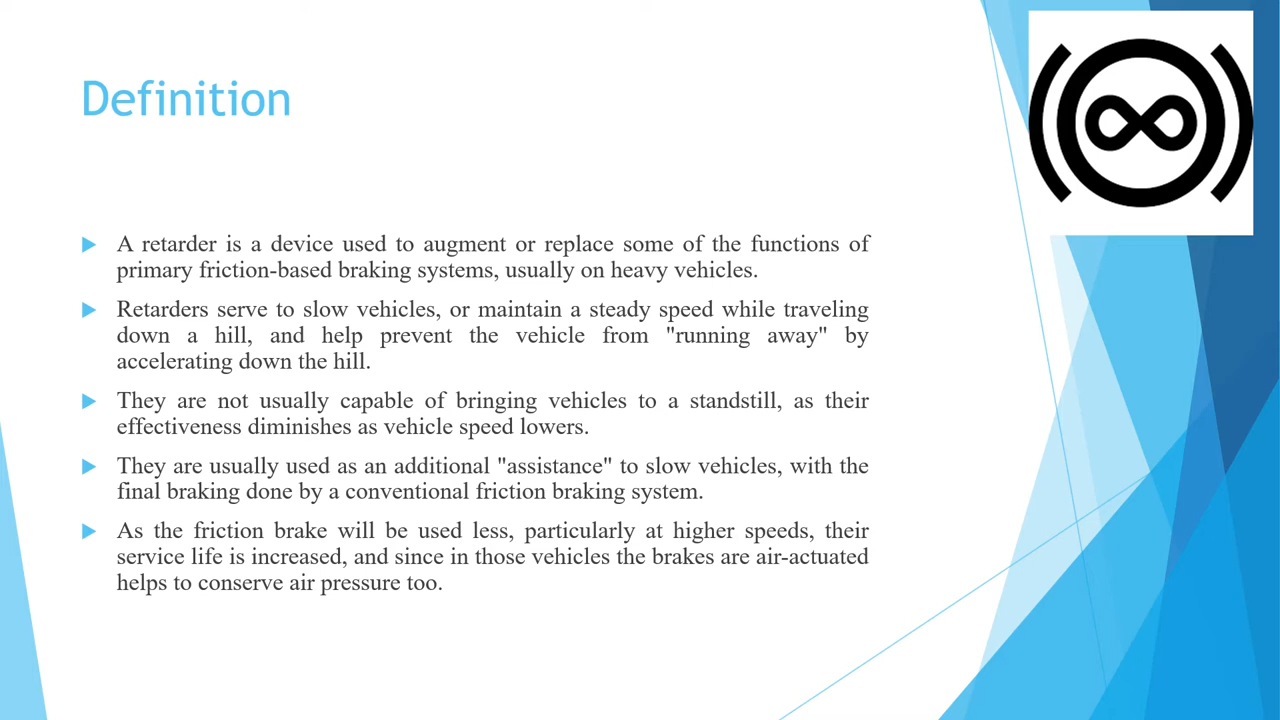 Definition
A retarder is a device used to augment or replace some of the functions of
primary friction-based braking systems, usually on heavy vehicles.
Retarders serve to slow vehicles, or maintain a steady speed while traveling
down a hill, and help prevent the vehicle from "running away" by
accelerating down the hill.
They are not usually capable of bringing vehicles to a standstill, as their
effectiveness diminishes as vehicle speed lowers.
They are usually used as an additional "assistance" to slow vehicles, with the
final braking done by a conventional friction braking system.
As the friction brake will be used less, particularly at higher speeds, their
service life is increased, and since in those vehicles the brakes are air-actuated
helps to conserve air pressure too.